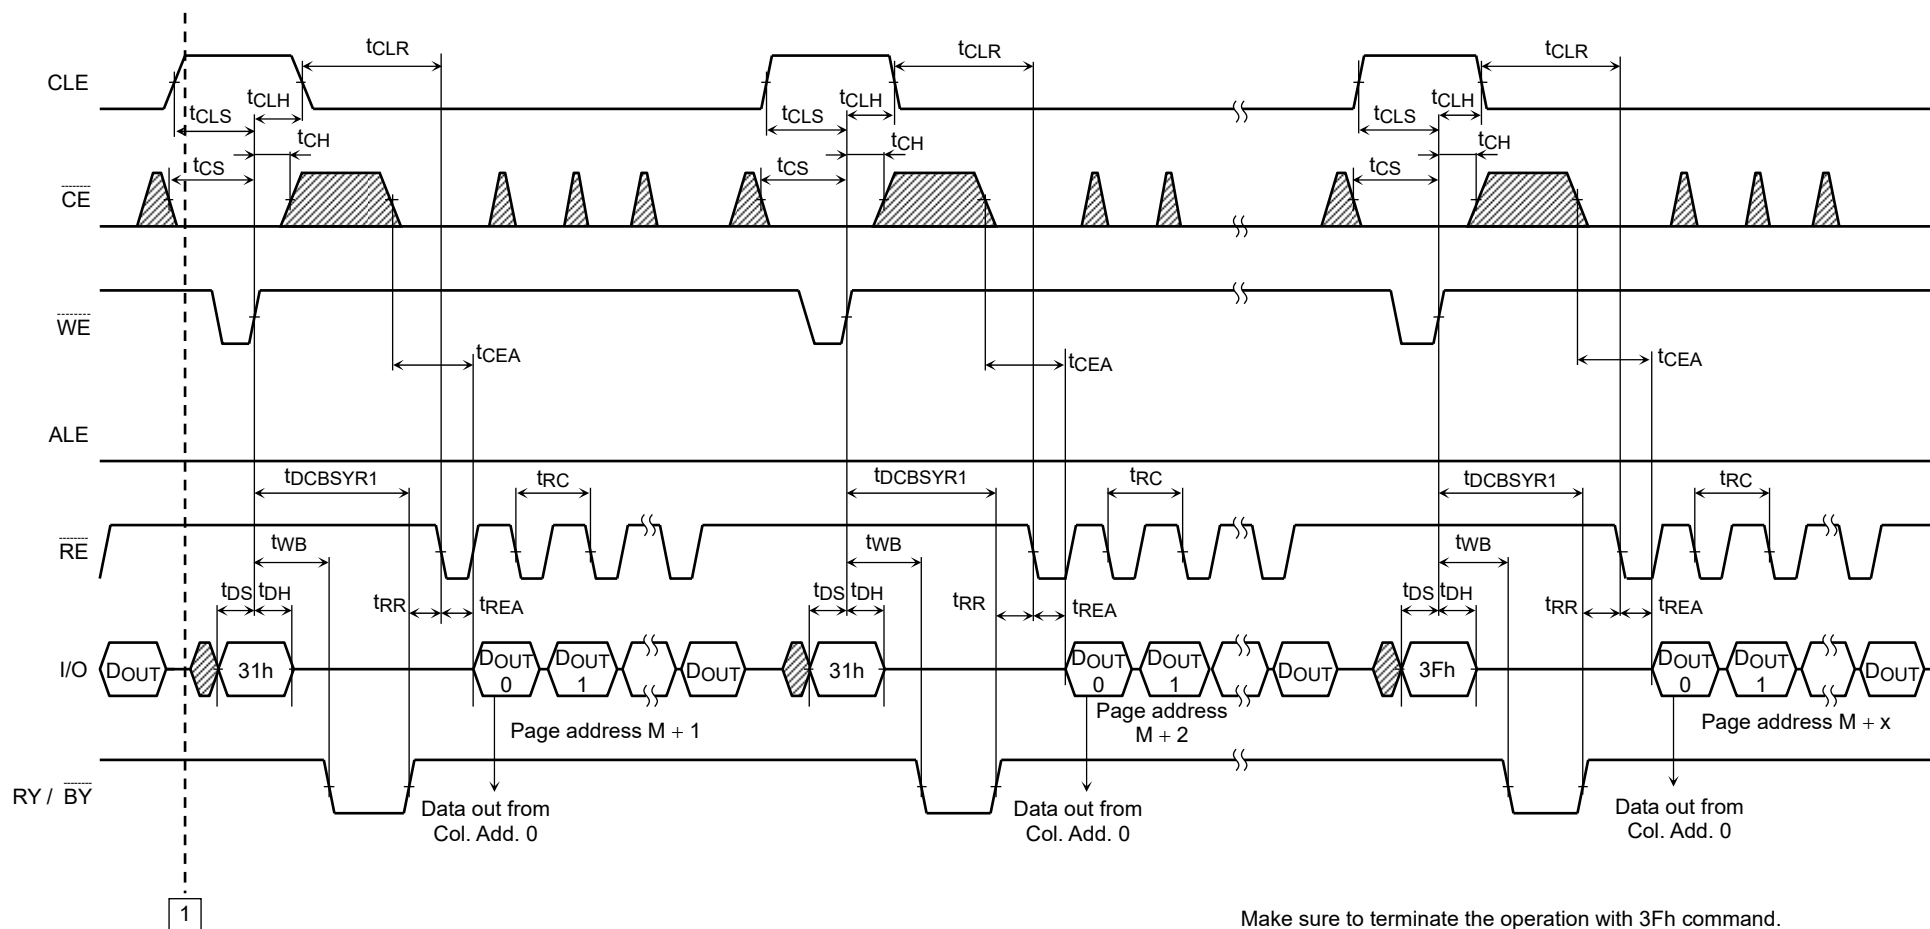 tCLR tCLR tCLR
CLE
tCLH tCLH tCLH
tCLS tCLS tCLS
tCH tCH tCH
tCS tCS tCS
CE
WE
tCEA tCEA tCEA
ALE
tDCBSYR1 tRC tDCBSYR1 tRC tDCBSYR1 tRC
RE
tWB tWB tWB
tDS tDH tRR tREA tDS tDH tRR tREA tDS tDH tRR tREA
I/O DOUT 31h DOUT 0 DOUT 1 DOUT 31h DOUT 0 DOUT 1 DOUT 3Fh DOUT 0 DOUT 1 DOUT
Page address M + 1
Page address
M + 2
Page address M + x
RY / BY
Data out from
Col. Add. 0
Data out from
Col. Add. 0
Data out from
Col. Add. 0
1
Make sure to terminate the operation with 3Fh command.